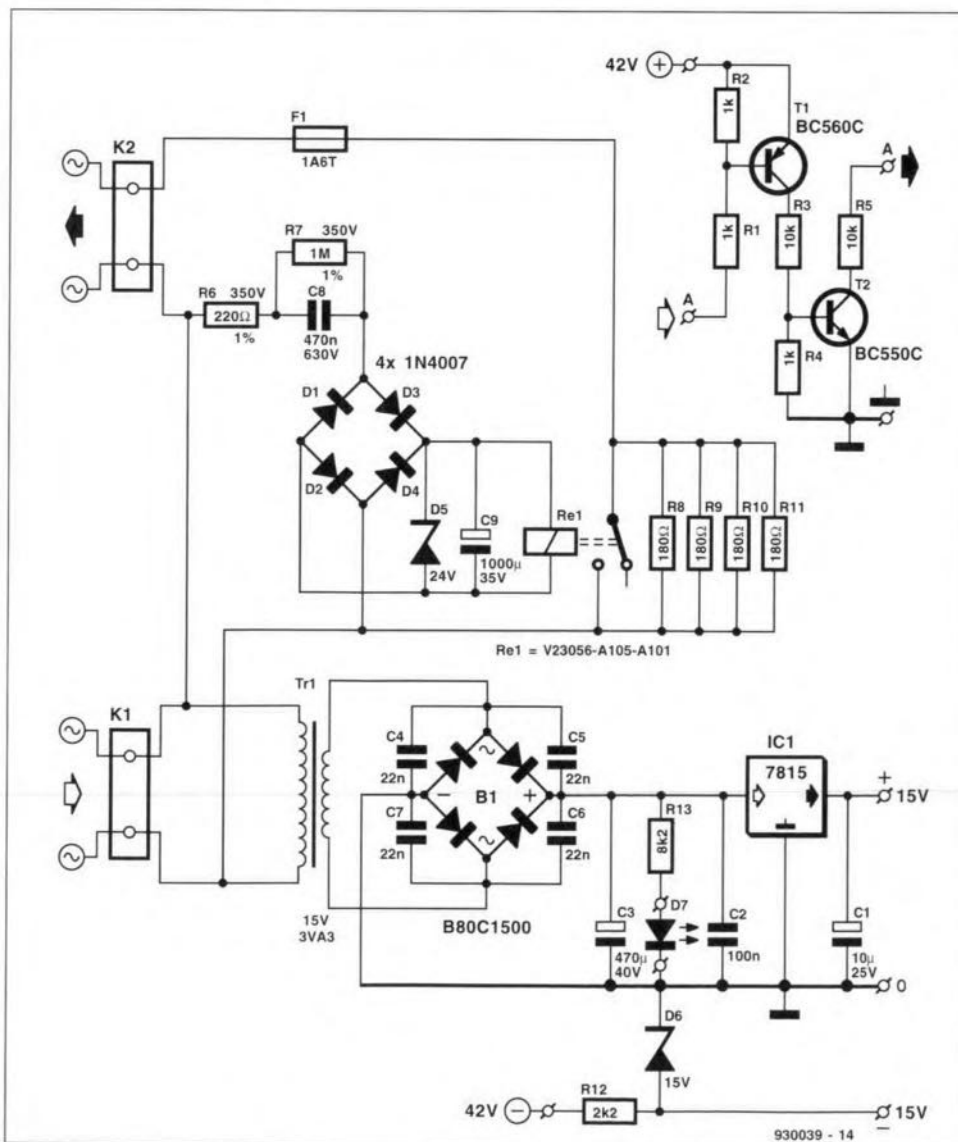 42V
R2
1k
T1
BC560C
F1
1A6T
K2
A
R3
10k
R5
10k
R7 350V
1M
1%
R1
1k
R6 350V
220Ω
1%
C8
470n
630V
A
T2
BC550C
R4
1k
4x 1N4007
D1
D3
D2
D4
D5
24V
C9
1000μ
35V
Re1
R8
180Ω
R9
180Ω
R10
180Ω
R11
180Ω
Re1 = V23056-A105-A101
Tr1
K1
C4
22n
C5
22n
C7
22n
C6
22n
B1
B80C1500
15V
3VA3
IC1
7815
15V
R13
8k2
D7
C3
470μ
40V
C2
100n
C1
10μ
25V
0
D6
15V
42V
R12
2k2
15V
930039 - 14